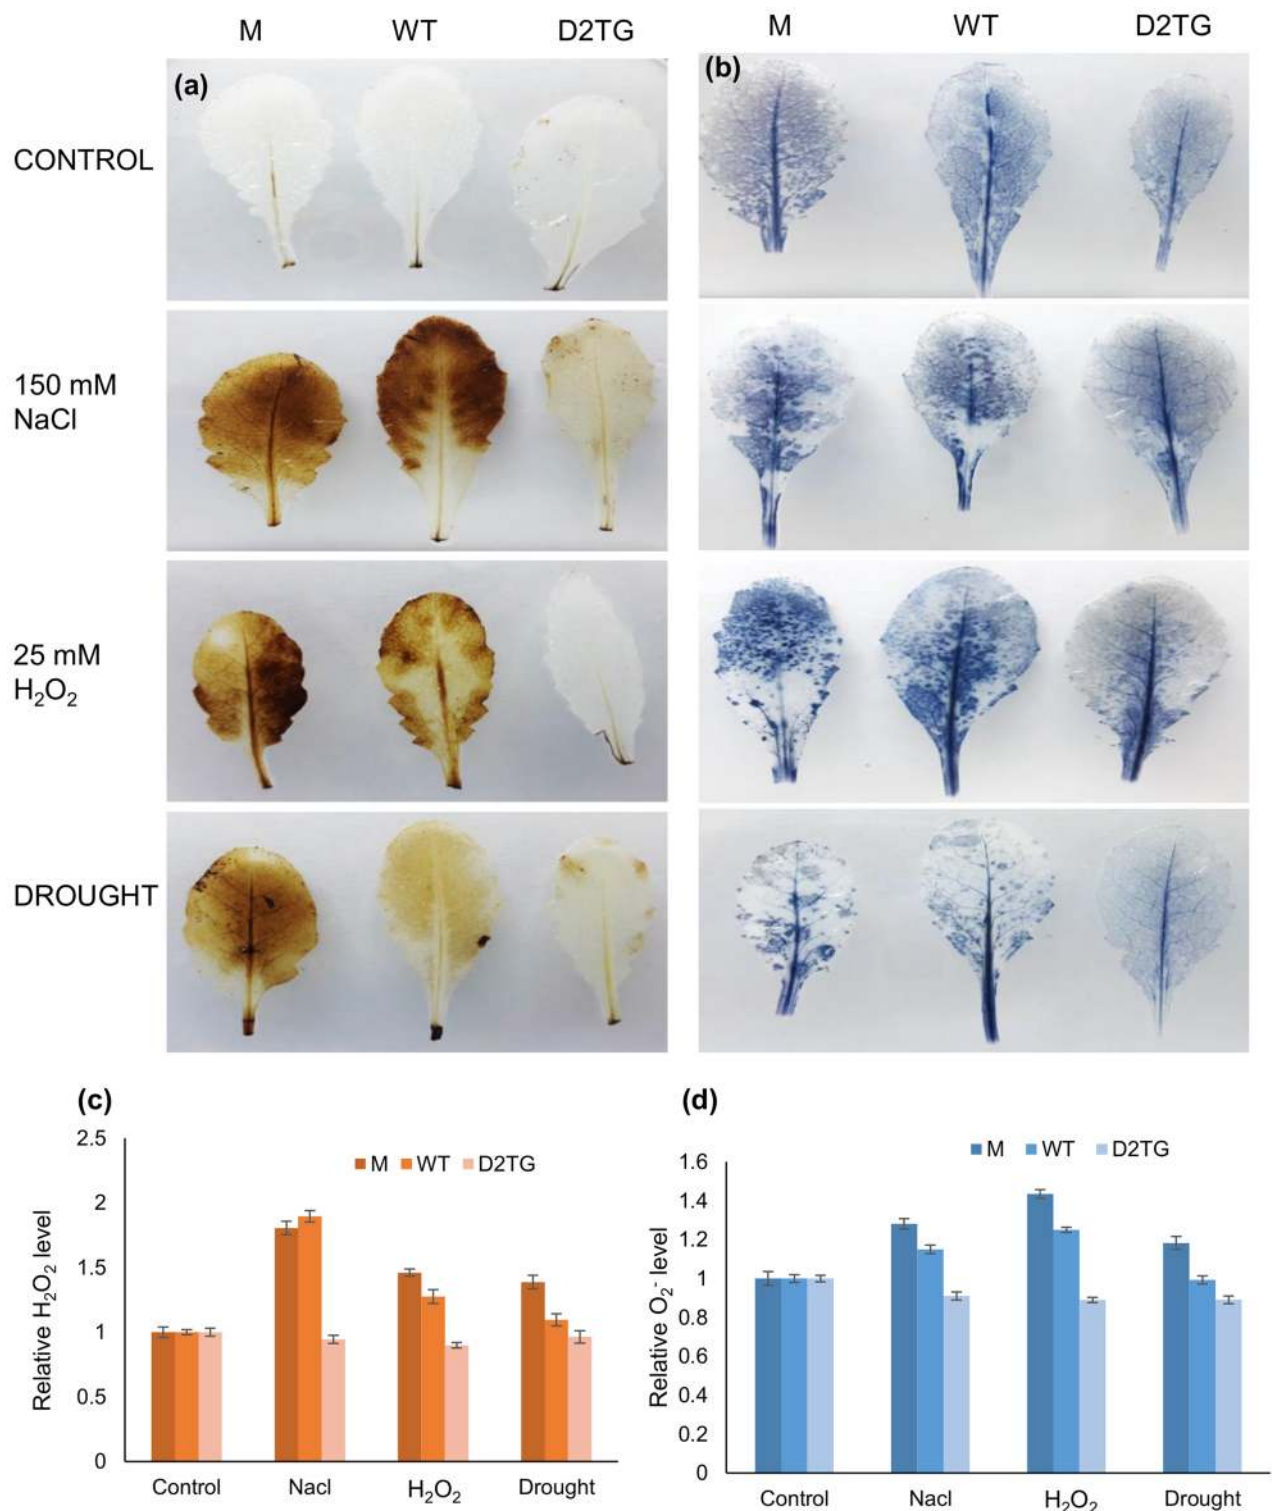 M WT D2TG
M WT D2TG
(a)
(b)
CONTROL
150 mM
NaCl
25 mM
H₂O₂
DROUGHT
(c)
2.5
2
1.5
1
0.5
0
Relative H₂O₂ level
M WT D2TG
Control Nacl H₂O₂ Drought
(d)
1.6
1.4
1.2
1
0.8
0.6
0.4
0.2
0
Relative O₂⁻ level
M WT D2TG
Control Nacl H₂O₂ Drought